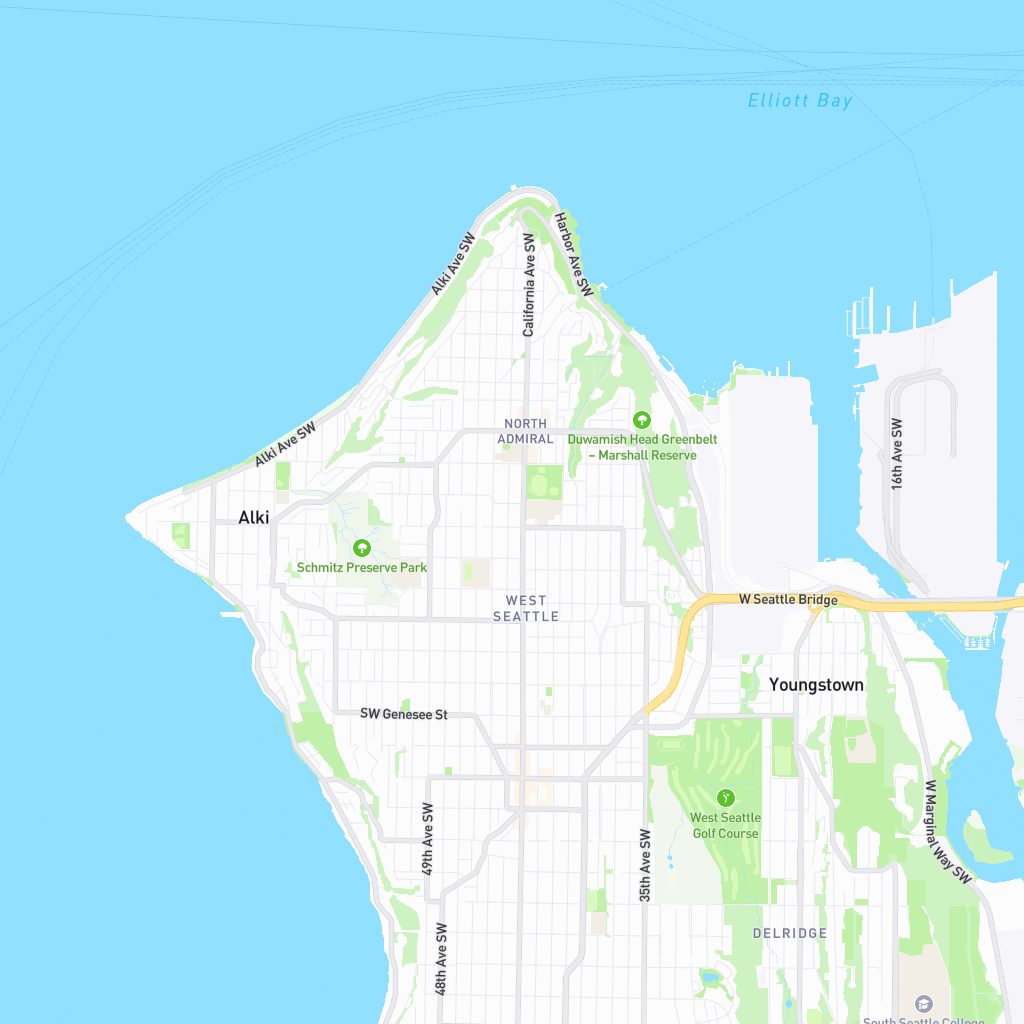 Elliott Bay
Alki Ave SW
California Ave SW
Harbor Ave SW
NORTH
ADMIRAL
Duwamish Head Greenbelt
– Marshall Reserve
Alki Ave SW
16th Ave SW
Alki
Schmitz Preserve Park
WEST
SEATTLE
W Seattle Bridge
Youngstown
SW Genesee St
West Seattle
Golf Course
49th Ave SW
35th Ave SW
W Marginal Way SW
DELRIDGE
48th Ave SW
South Seattle College